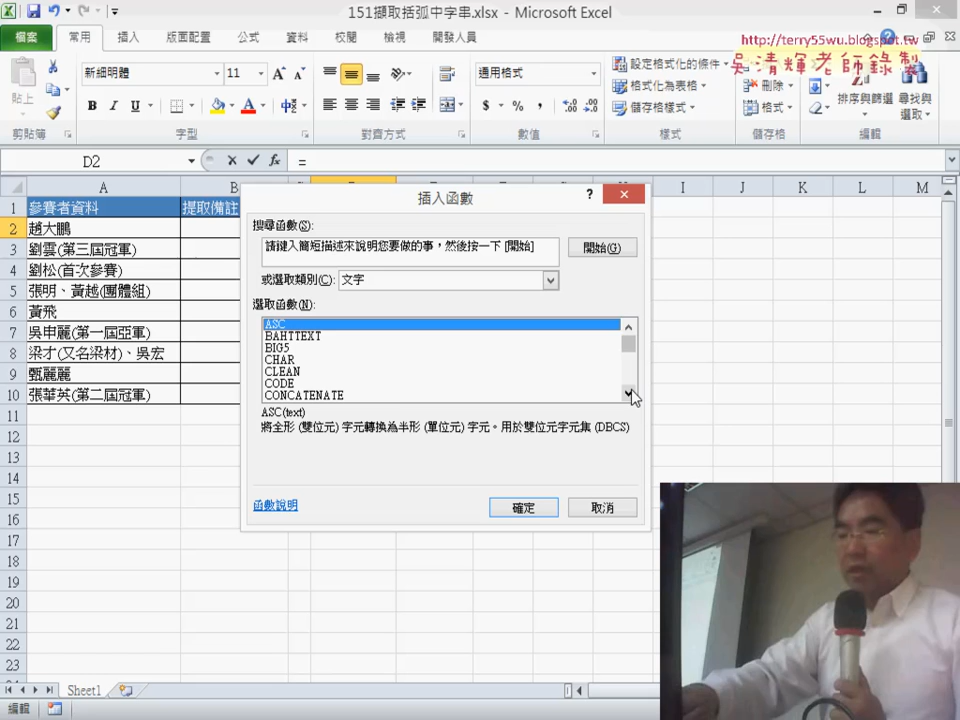 151擷取括弧中字串.xlsx - Microsoft Excel
檔案 常用 插入 版面配置 公式 資料 校閱 檢視 開發人員
http://terry55wu.blogspot.tw
吳清輝老師錄製
貼上
新細明體 11
B I U
通用格式
$ % ,
設定格式化的條件
格式化為表格
儲存格樣式
刪除
格式
排序與篩選 尋找與選取
剪貼簿 字型 對齊方式 數值 樣式 儲存格 編輯
D2 fx =
A B I J K L M
1 參賽者資料 提取備註
2 趙大鵬
3 劉雲(第三屆冠軍)
4 劉松(首次參賽)
5 張明、黃越(團體組)
6 黃飛
7 吳申麗(第一屆亞軍)
8 梁才(又名梁材)、吳宏
9 甄麗麗
10 張華英(第二屆冠軍)
11
12
13
14
15
16
17
18
19
20
21
22
23
插入函數
搜尋函數(S):
請鍵入簡短描述來說明您要做的事，然後按一下 [開始]
開始(G)
或選取類別(C): 文字
選取函數(N):
ASC
BAHTTEXT
BIG5
CHAR
CLEAN
CODE
CONCATENATE
ASC(text)
將全形 (雙位元) 字元轉換為半形 (單位元) 字元。用於雙位元字元集 (DBCS)
函數說明
確定 取消
Sheet1
編輯